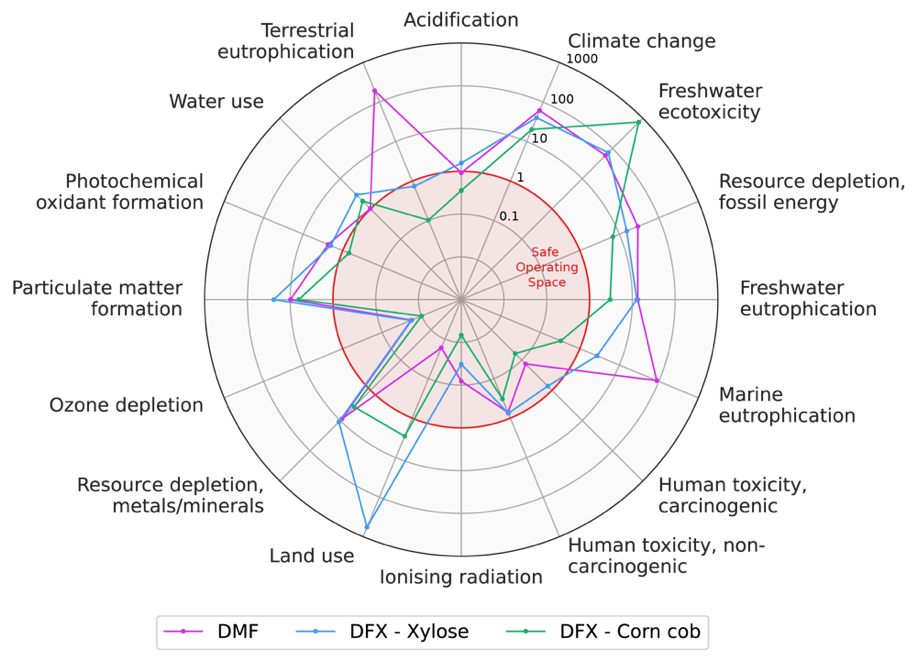 Acidification
Terrestrial
eutrophication
Climate change
1000
Freshwater
ecotoxicity
Water use
100
10
Photochemical
oxidant formation
Resource depletion,
fossil energy
1
0.1
Safe
Operating
Space
Particulate matter
formation
Freshwater
eutrophication
Ozone depletion
Marine
eutrophication
Resource depletion,
metals/minerals
Human toxicity,
carcinogenic
Land use
Human toxicity, non-
carcinogenic
Ionising radiation
DMF
DFX - Xylose
DFX - Corn cob